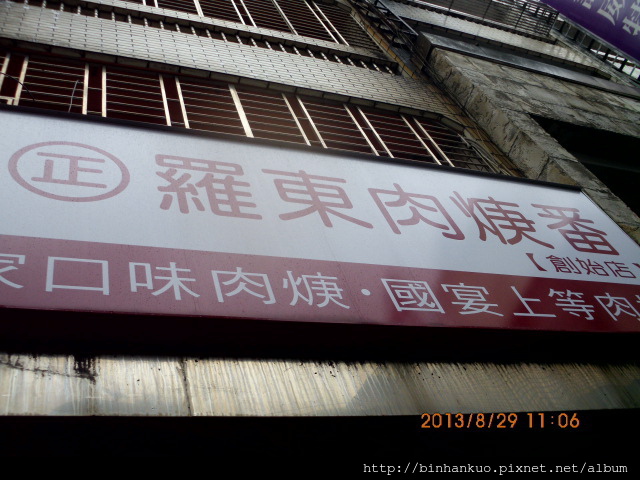 正 羅東肉焿番
【創始店】
家口味肉焿・國宴上等肉
2013/8/29 11:06
http://binhankuo.pixnet.net/album